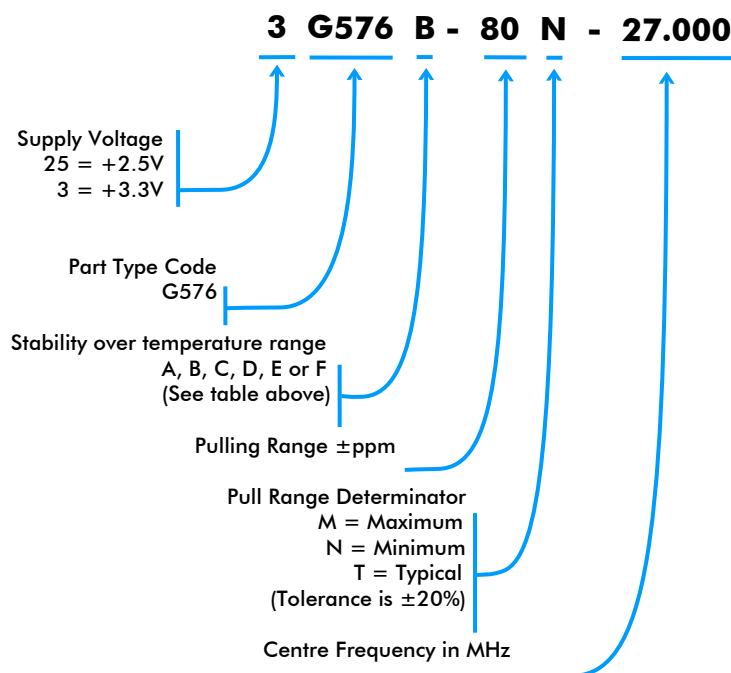 3 G576 B - 80 N - 27.000
Supply Voltage
25 = +2.5V
3 = +3.3V
Part Type Code
G576
Stability over temperature range
A, B, C, D, E or F
(See table above)
Pulling Range ±ppm
Pull Range Determinator
M = Maximum
N = Minimum
T = Typical
(Tolerance is ±20%)
Centre Frequency in MHz